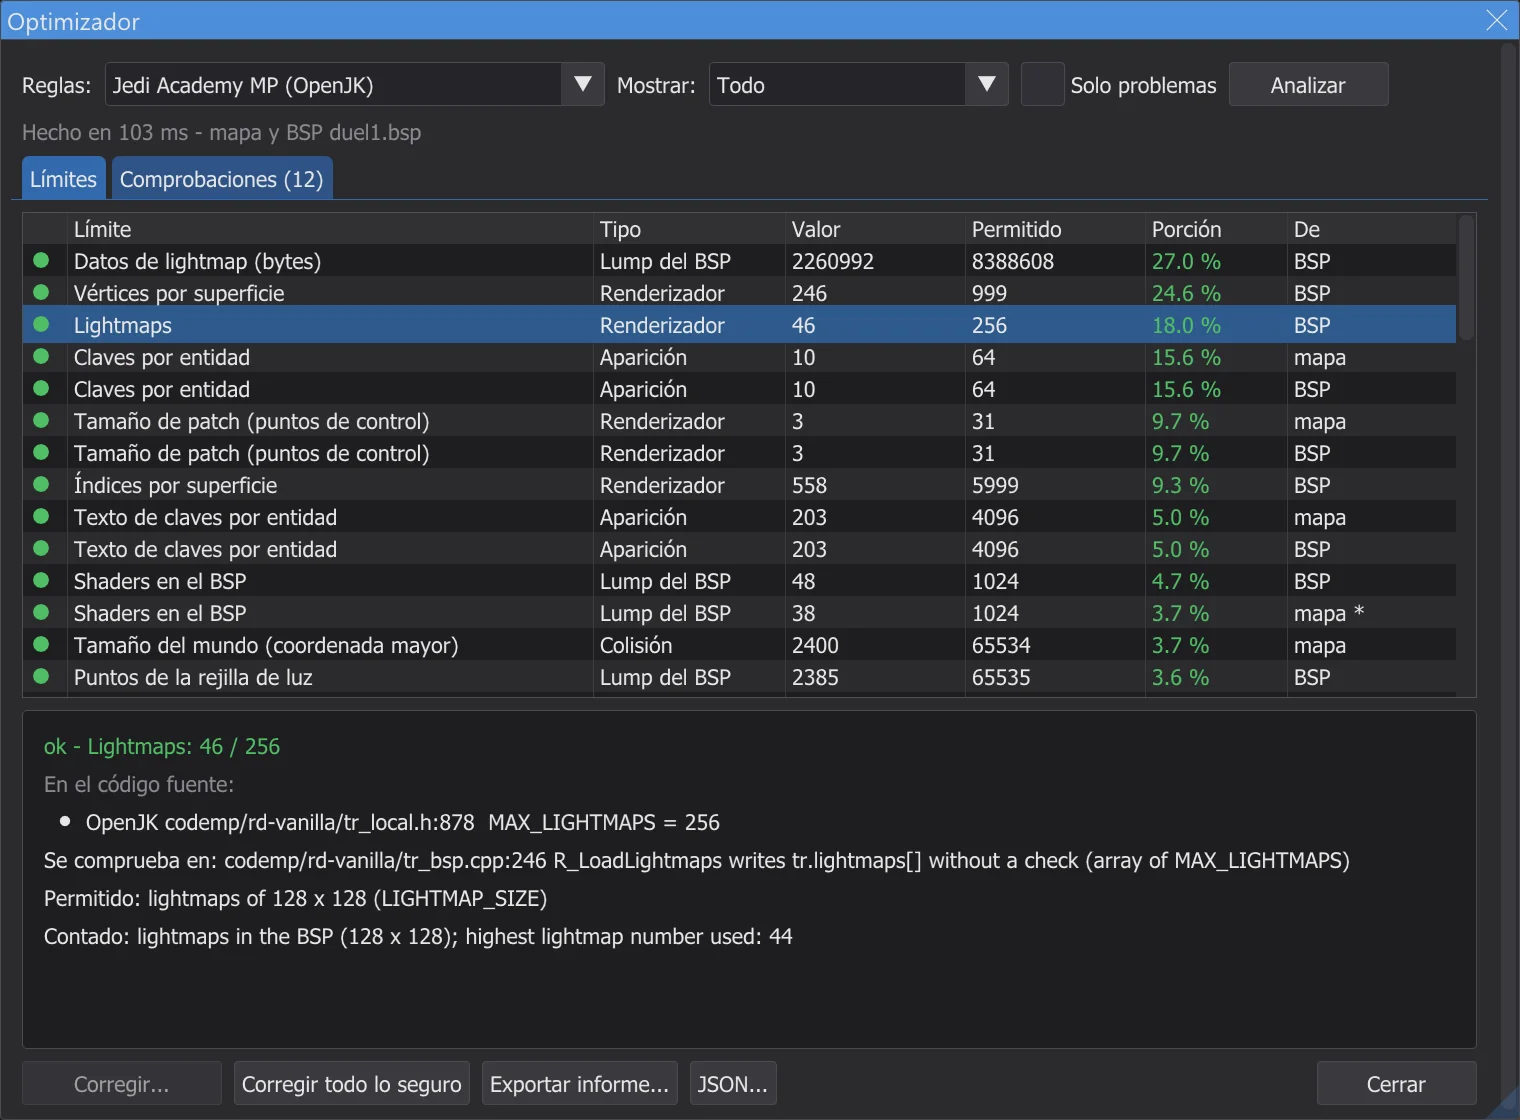 Optimizador
Reglas: Jedi Academy MP (OpenJK) Mostrar: Todo Solo problemas Analizar
Hecho en 103 ms - mapa y BSP duel1.bsp
Límites Comprobaciones (12)
Límite Tipo Valor Permitido Porción De
Datos de lightmap (bytes) Lump del BSP 2260992 8388608 27.0 % BSP
Vértices por superficie Renderizador 246 999 24.6 % BSP
Lightmaps Renderizador 46 256 18.0 % BSP
Claves por entidad Aparición 10 64 15.6 % mapa
Claves por entidad Aparición 10 64 15.6 % BSP
Tamaño de patch (puntos de control) Renderizador 3 31 9.7 % mapa
Tamaño de patch (puntos de control) Renderizador 3 31 9.7 % BSP
Índices por superficie Renderizador 558 5999 9.3 % BSP
Texto de claves por entidad Aparición 203 4096 5.0 % mapa
Texto de claves por entidad Aparición 203 4096 5.0 % BSP
Shaders en el BSP Lump del BSP 48 1024 4.7 % BSP
Shaders en el BSP Lump del BSP 38 1024 3.7 % mapa *
Tamaño del mundo (coordenada mayor) Colisión 2400 65534 3.7 % mapa
Puntos de la rejilla de luz Lump del BSP 2385 65535 3.6 % BSP
ok - Lightmaps: 46 / 256
En el código fuente:
• OpenJK codemp/rd-vanilla/tr_local.h:878 MAX_LIGHTMAPS = 256
Se comprueba en: codemp/rd-vanilla/tr_bsp.cpp:246 R_LoadLightmaps writes tr.lightmaps[] without a check (array of MAX_LIGHTMAPS)
Permitido: lightmaps of 128 x 128 (LIGHTMAP_SIZE)
Contado: lightmaps in the BSP (128 x 128); highest lightmap number used: 44
Corregir... Corregir todo lo seguro Exportar informe... JSON... Cerrar